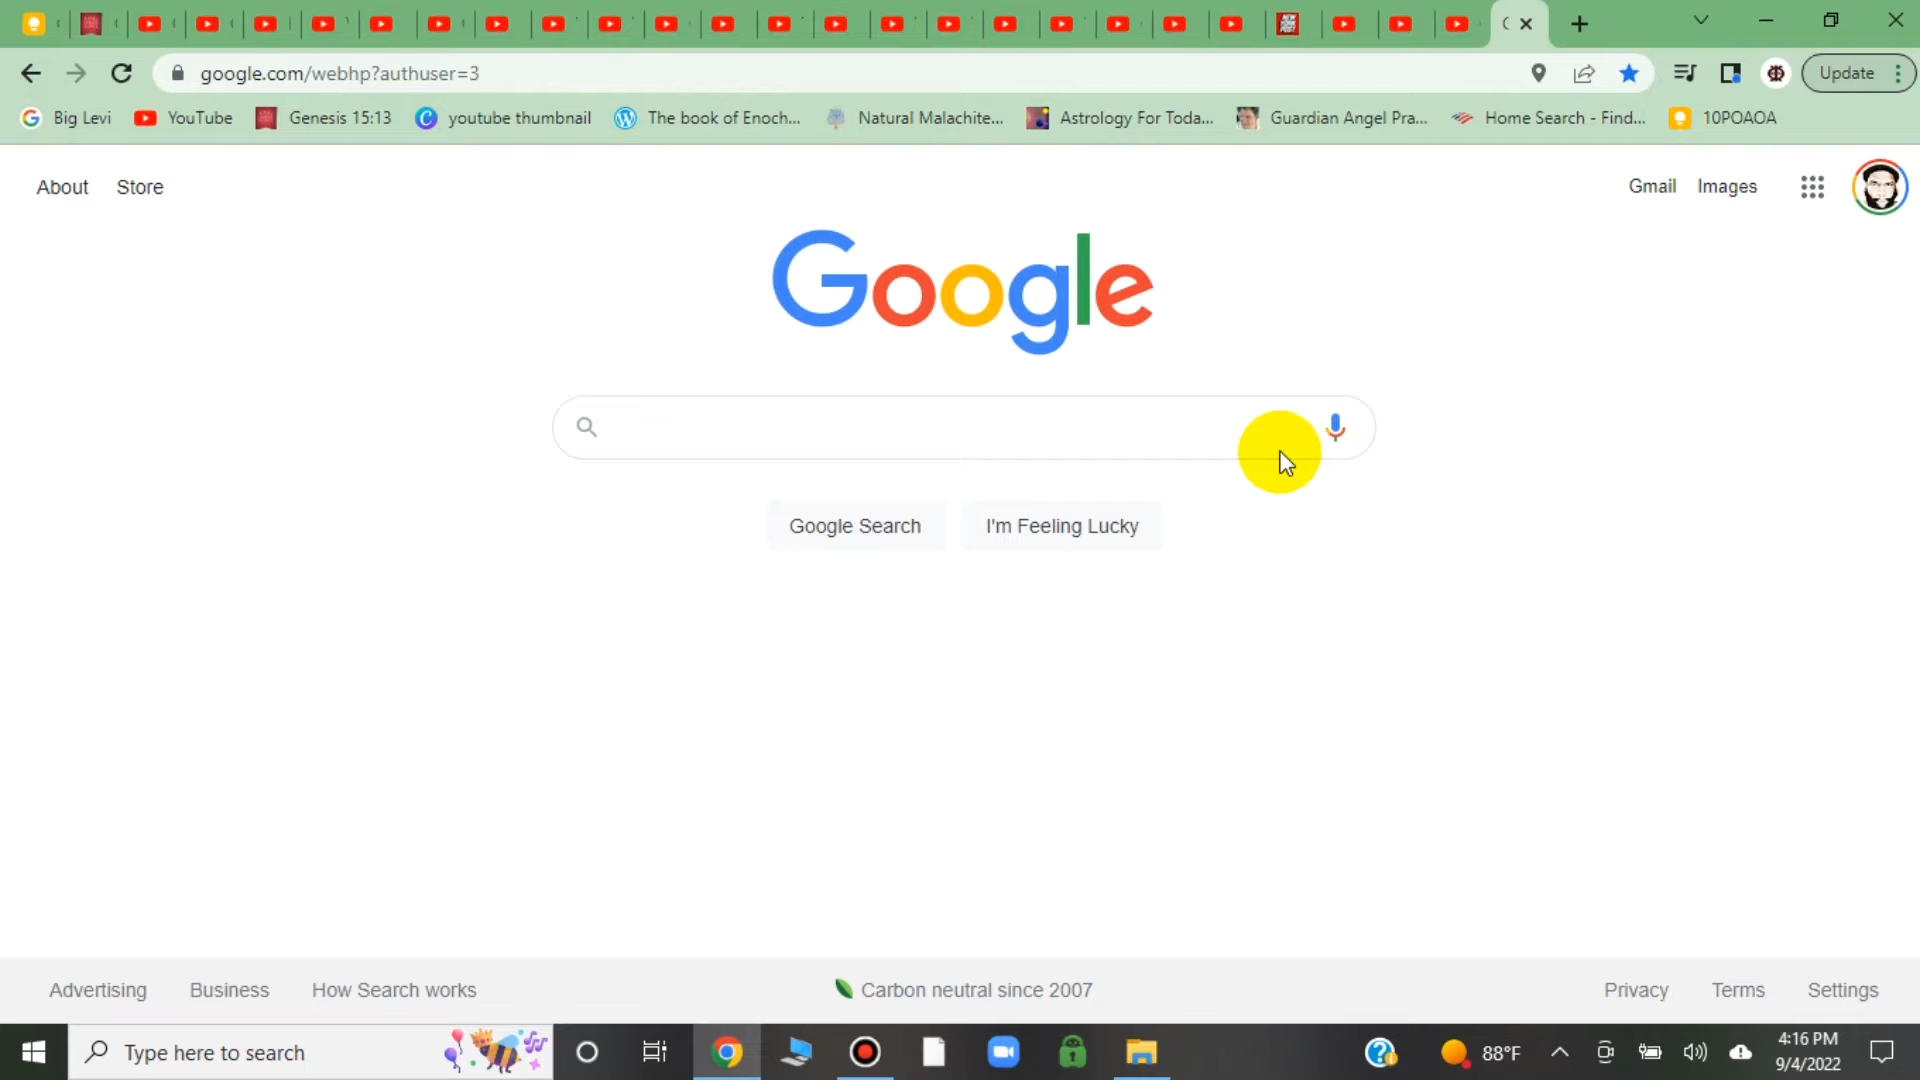 google.com/webhp?authuser=3
Update
Big Levi
YouTube
Genesis 15:13
youtube thumbnail
The book of Enoch...
Natural Malachite...
Astrology For Toda...
Guardian Angel Pra...
Home Search - Find...
10POAOA
About
Store
Gmail
Images
Google
Google Search
I'm Feeling Lucky
Advertising
Business
How Search works
Carbon neutral since 2007
Privacy
Terms
Settings
Type here to search
88°F
4:16 PM
9/4/2022